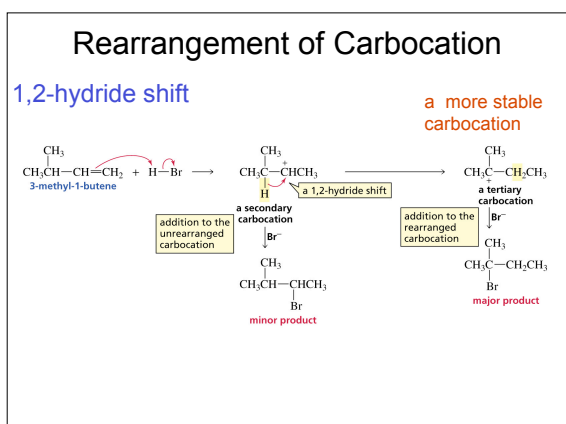 Rearrangement of Carbocation
1,2-hydride shift
a more stable
carbocation
CH₃
CH₃CH—CH=CH₂ + H—Br
3-methyl-1-butene
CH₃
CH₃C—CHCH₃
+
H
a 1,2-hydride shift
a secondary
carbocation
addition to the
unrearranged
carbocation
Br⁻
CH₃
CH₃CH—CHCH₃
Br
minor product
CH₃
CH₃C—CH₂CH₃
+
a tertiary
carbocation
addition to the
rearranged
carbocation
Br⁻
CH₃
CH₃C—CH₂CH₃
Br
major product